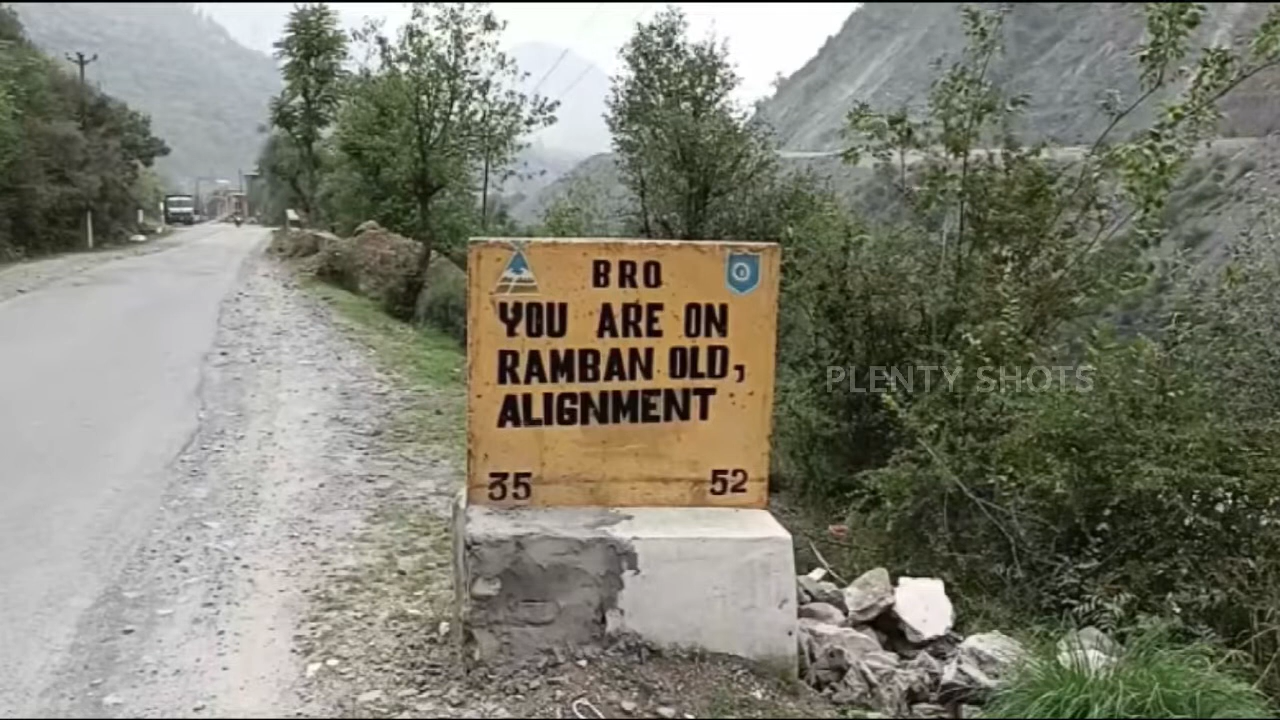 BRO
YOU ARE ON
RAMBAN OLD,
ALIGNMENT
35 52
PLENTY SHOTS